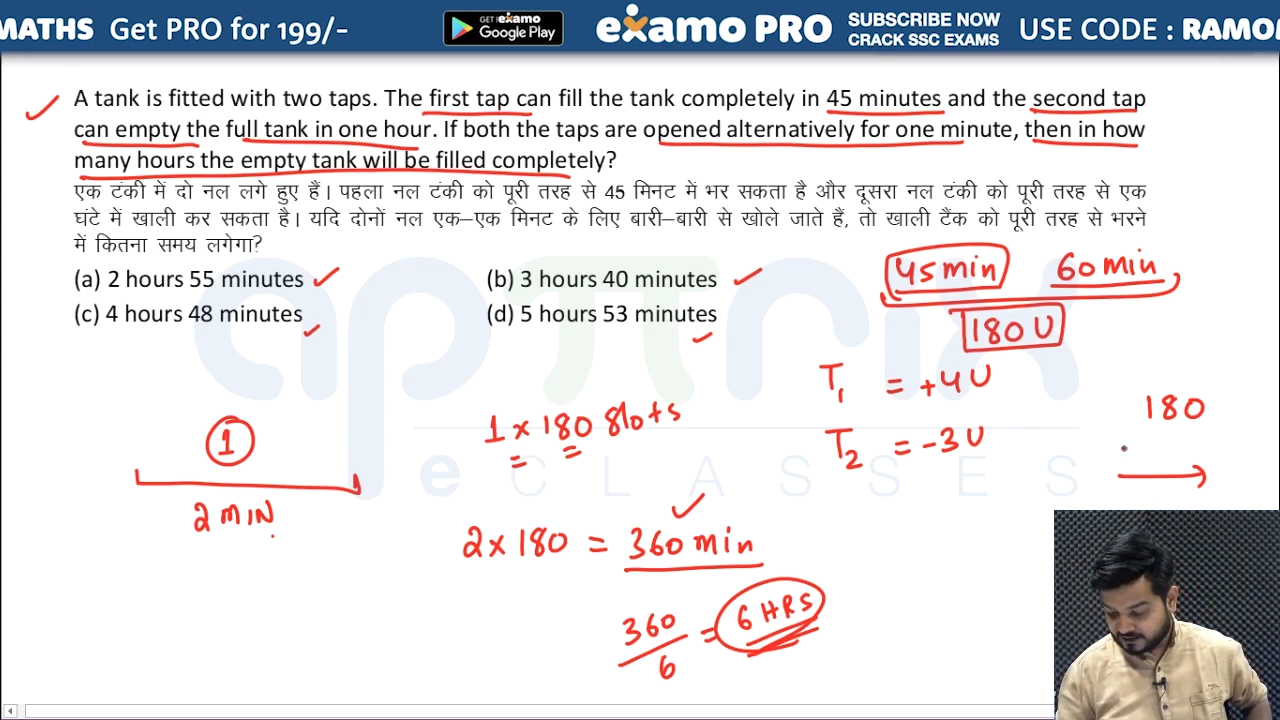 MATHS Get PRO for 199/- GET IT ON examo Google Play examo PRO SUBSCRIBE NOW CRACK SSC EXAMS USE CODE : RAMO
A tank is fitted with two taps. The first tap can fill the tank completely in 45 minutes and the second tap
can empty the full tank in one hour. If both the taps are opened alternatively for one minute, then in how
many hours the empty tank will be filled completely?
एक टंकी में दो नल लगे हुए हैं। पहला नल टंकी को पूरी तरह से 45 मिनट में भर सकता है और दूसरा नल टंकी को पूरी तरह से एक
घंटे में खाली कर सकता है। यदि दोनों नल एक–एक मिनट के लिए बारी–बारी से खोले जाते हैं, तो खाली टैंक को पूरी तरह से भरने
में कितना समय लगेगा?
(a) 2 hours 55 minutes (b) 3 hours 40 minutes
(c) 4 hours 48 minutes (d) 5 hours 53 minutes
45 min 60 min
180 U
T1 = +4U
T2 = -3U
180
1
2 MIN
1 x 180 Slots
2 x 180 = 360 min
360/6 = 6 HRS
aptrix
e CLASSES